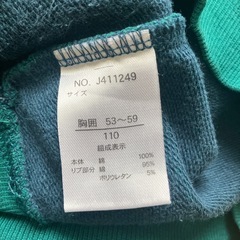 NO. J411249
サイズ
胸囲 53～59
110
組成表示
本体 綿 100%
リブ部分 綿 95%
ポリウレタン 5%